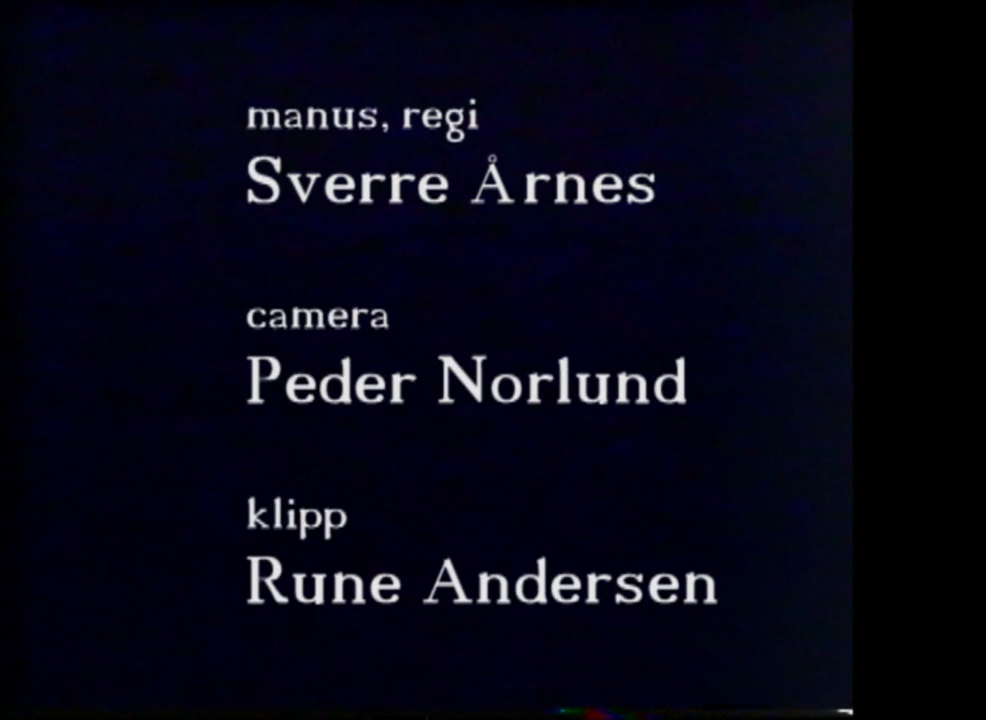 manus, regi
Sverre Årnes
camera
Peder Norlund
klipp
Rune Andersen